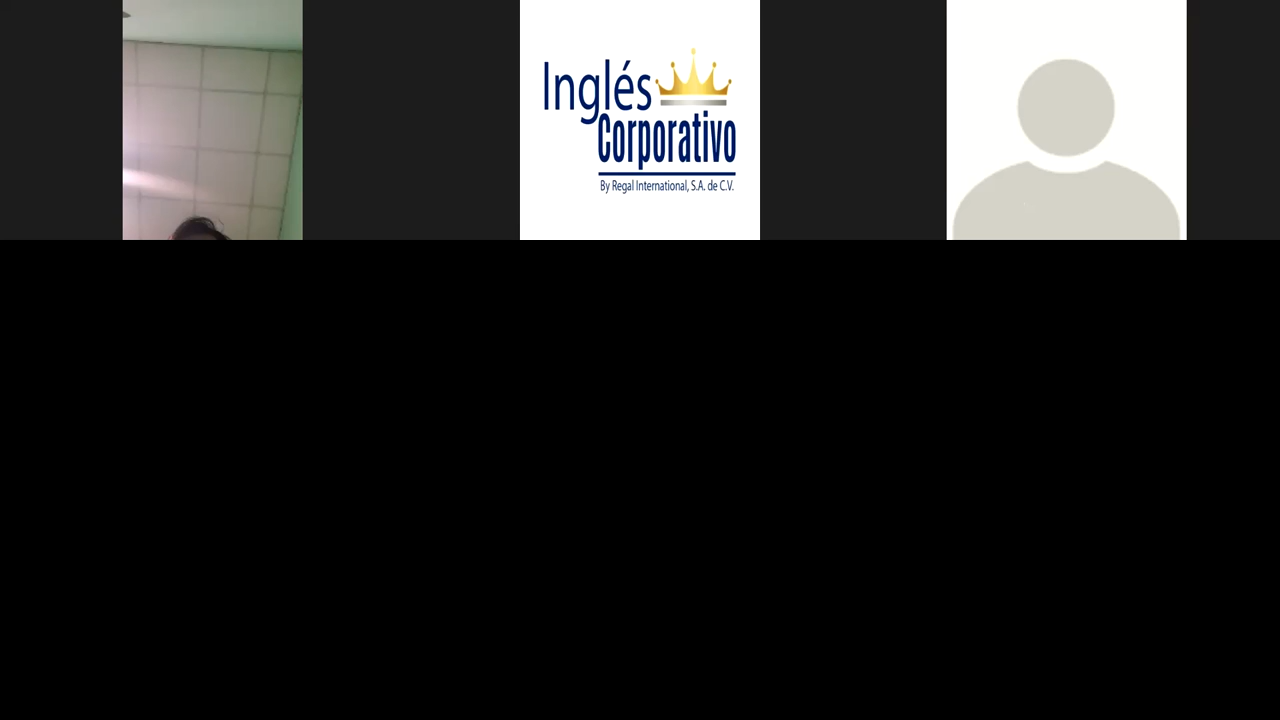 Inglés
Corporativo
By Regal International, S.A. de C.V.